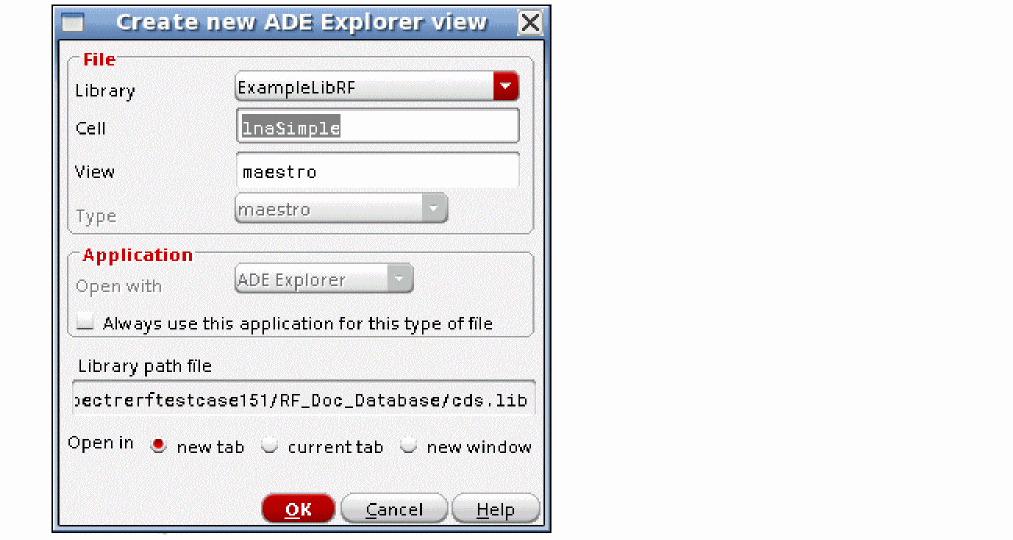 Create new ADE Explorer view
File
Library ExampleLibRF
Cell lnaSimple
View maestro
Type maestro
Application
Open with ADE Explorer
Always use this application for this type of file
Library path file
pectrerftestcase151/RF_Doc_Database/cds.lib
Open in new tab current tab new window
OK Cancel Help